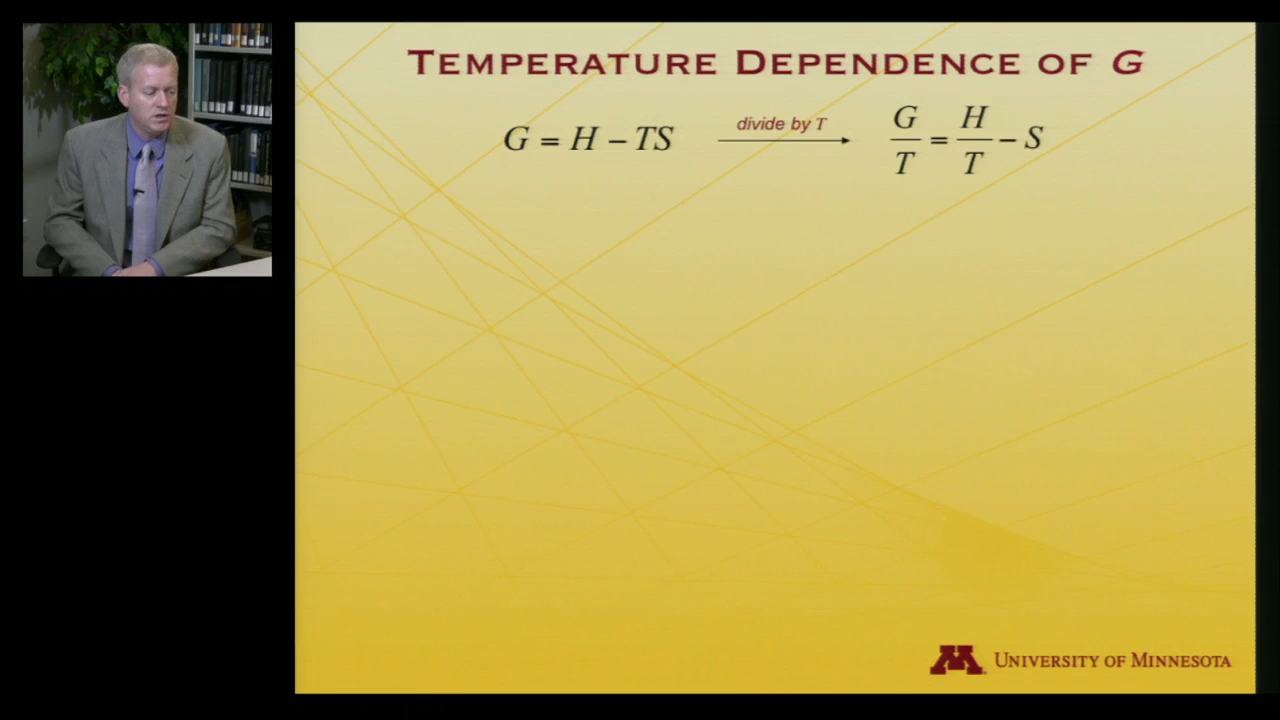 TEMPERATURE DEPENDENCE OF G
G = H – TS divide by T G/T = H/T – S
UNIVERSITY OF MINNESOTA